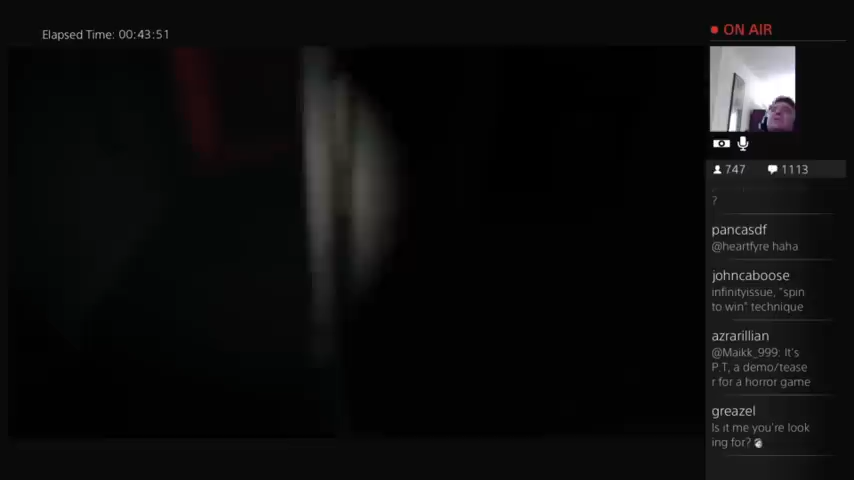 Elapsed Time: 00:43:51
ON AIR
747 1113
?
pancasdf
@heartfyre haha
johncaboose
infinityissue, "spin
to win" technique
azrarillian
@Maikk_999: It's
P.T, a demo/tease
r for a horror game
greazel
Is it me you're look
ing for?